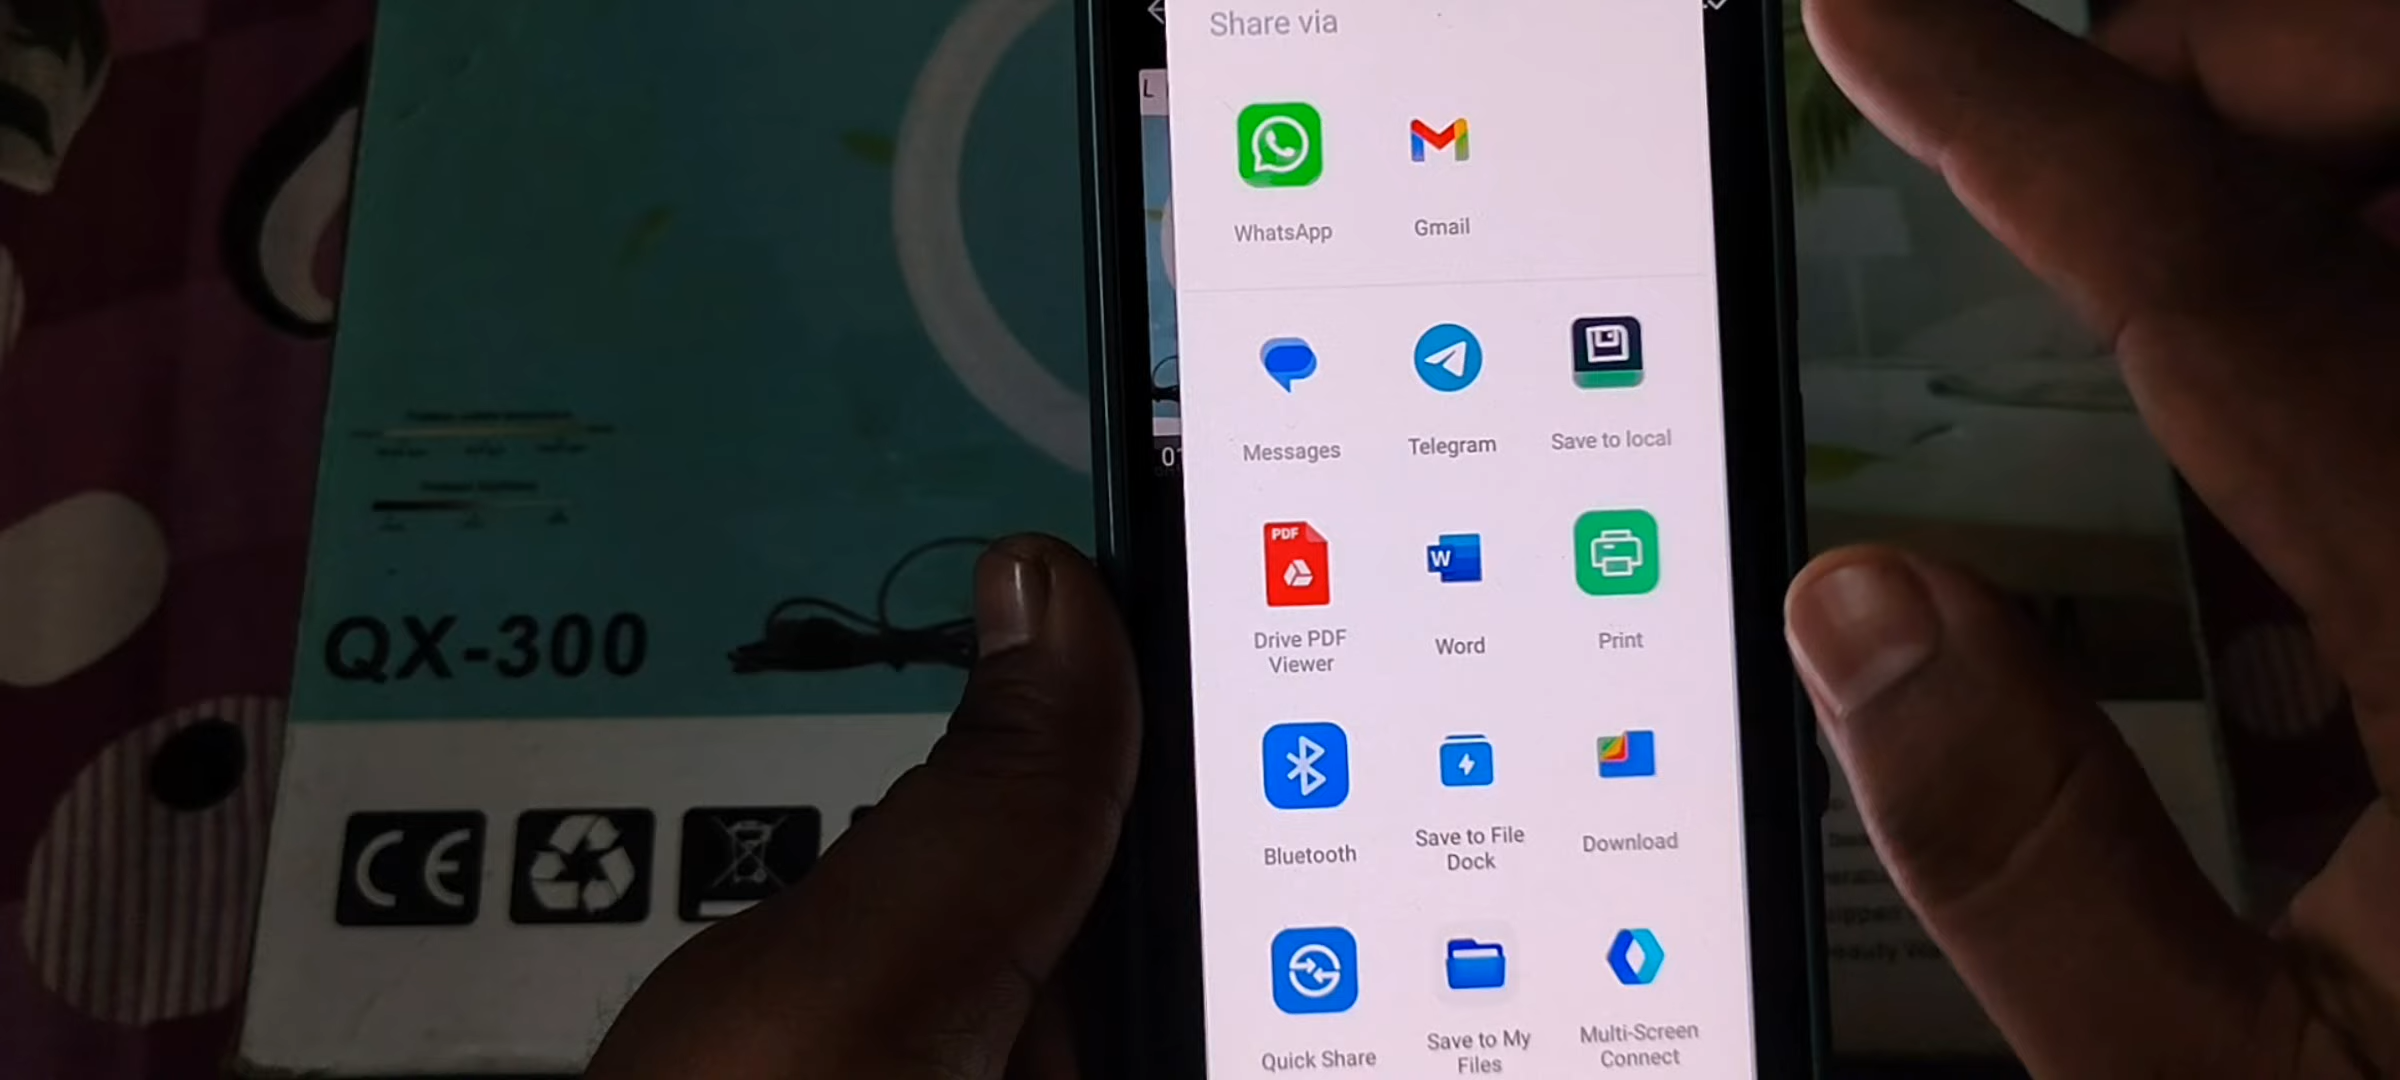 Share via
L
WhatsApp
Gmail
Messages
Telegram
Save to local
PDF
W
Drive PDF
Viewer
Word
Print
Bluetooth
Save to File
Dock
Download
Quick Share
Save to My
Files
Multi-Screen
Connect
QX-300
CE